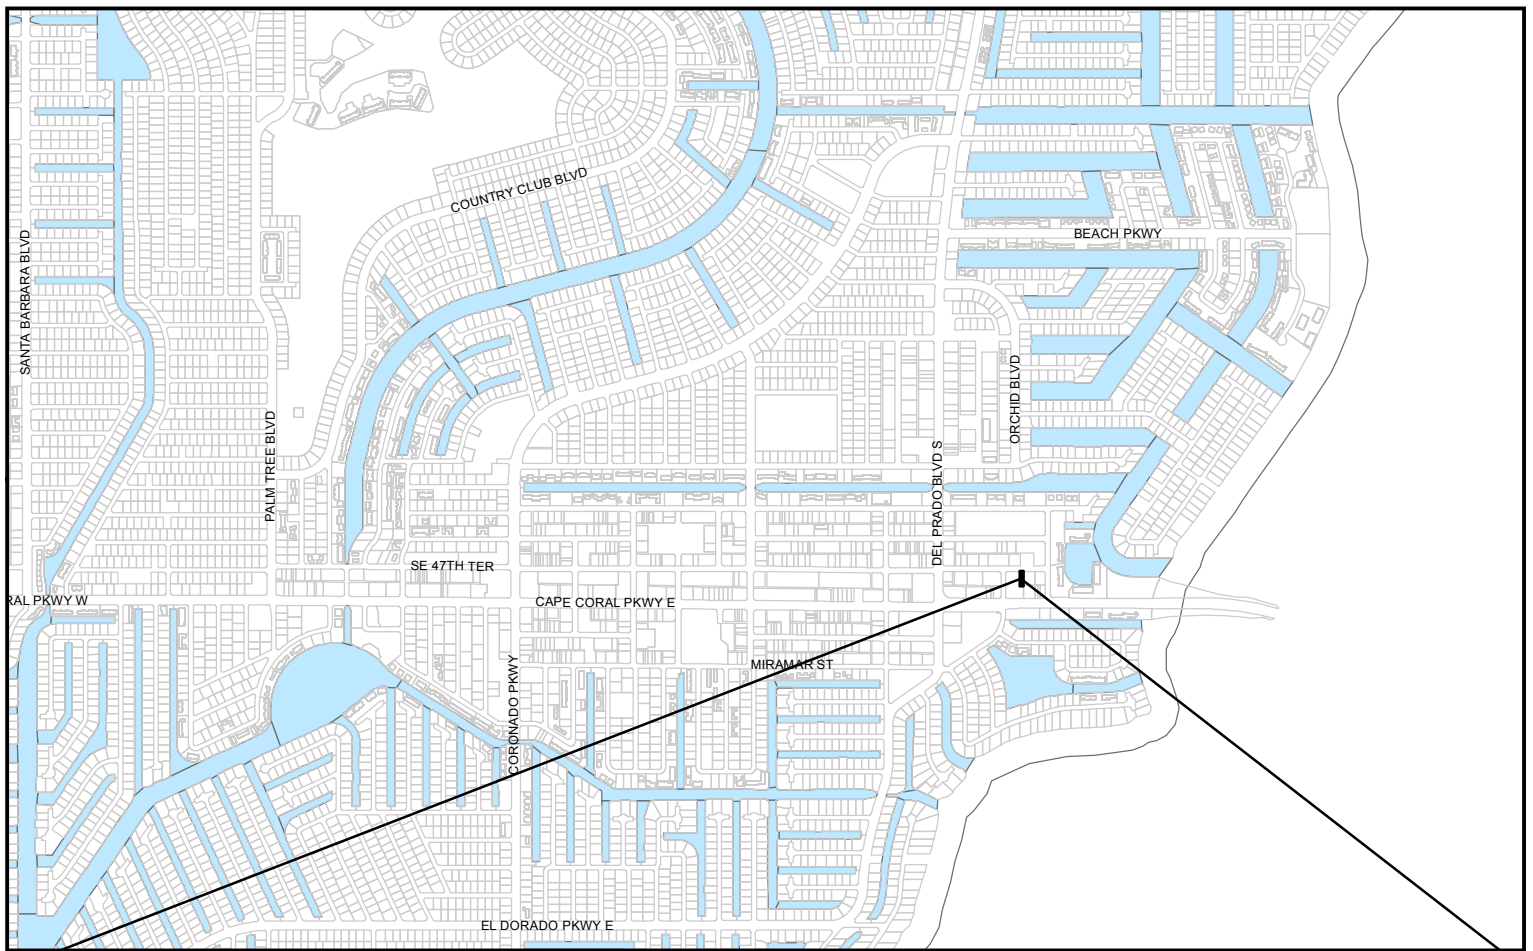 COUNTRY CLUB BLVD
BEACH PKWY
SANTA BARBARA BLVD
ORCHID BLVD
PALM TREE BLVD
DEL PRADO BLVD S
SE 47TH TER
RAL PKWY W
CAPE CORAL PKWY E
MIRAMAR ST
CORONADO PKWY
EL DORADO PKWY E